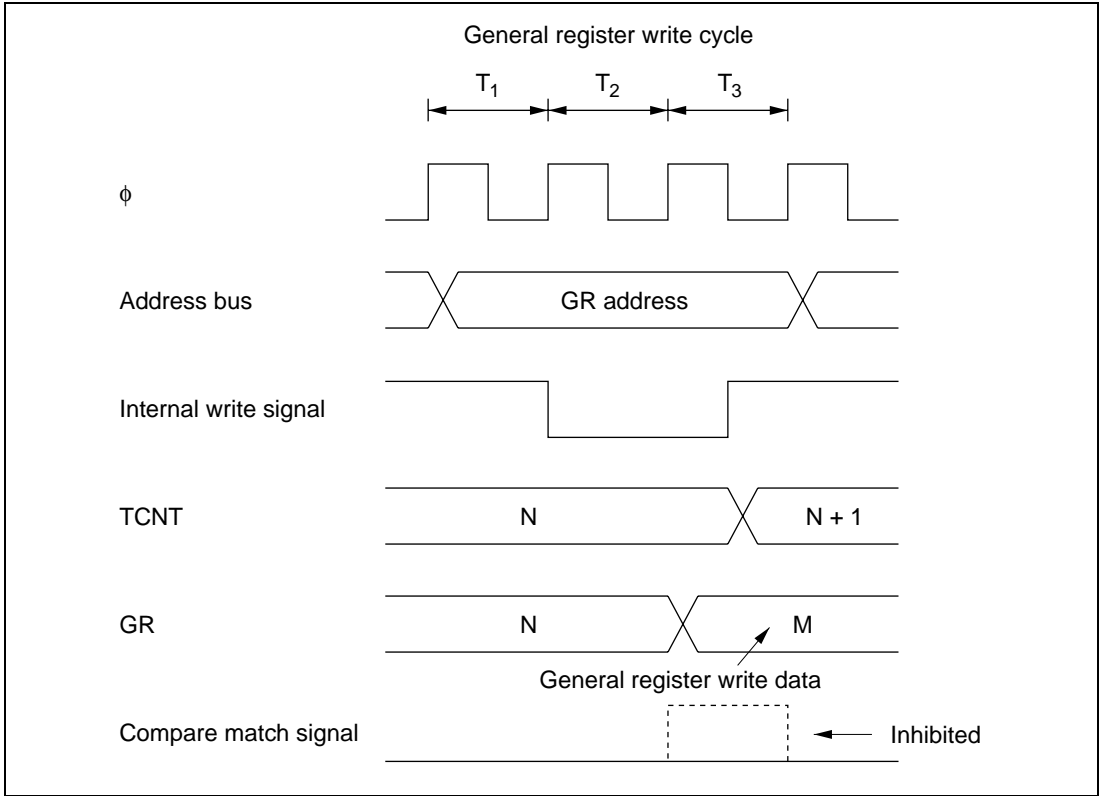 General register write cycle
T1 T2 T3
φ
Address bus GR address
Internal write signal
TCNT N N + 1
GR N M
General register write data
Compare match signal Inhibited